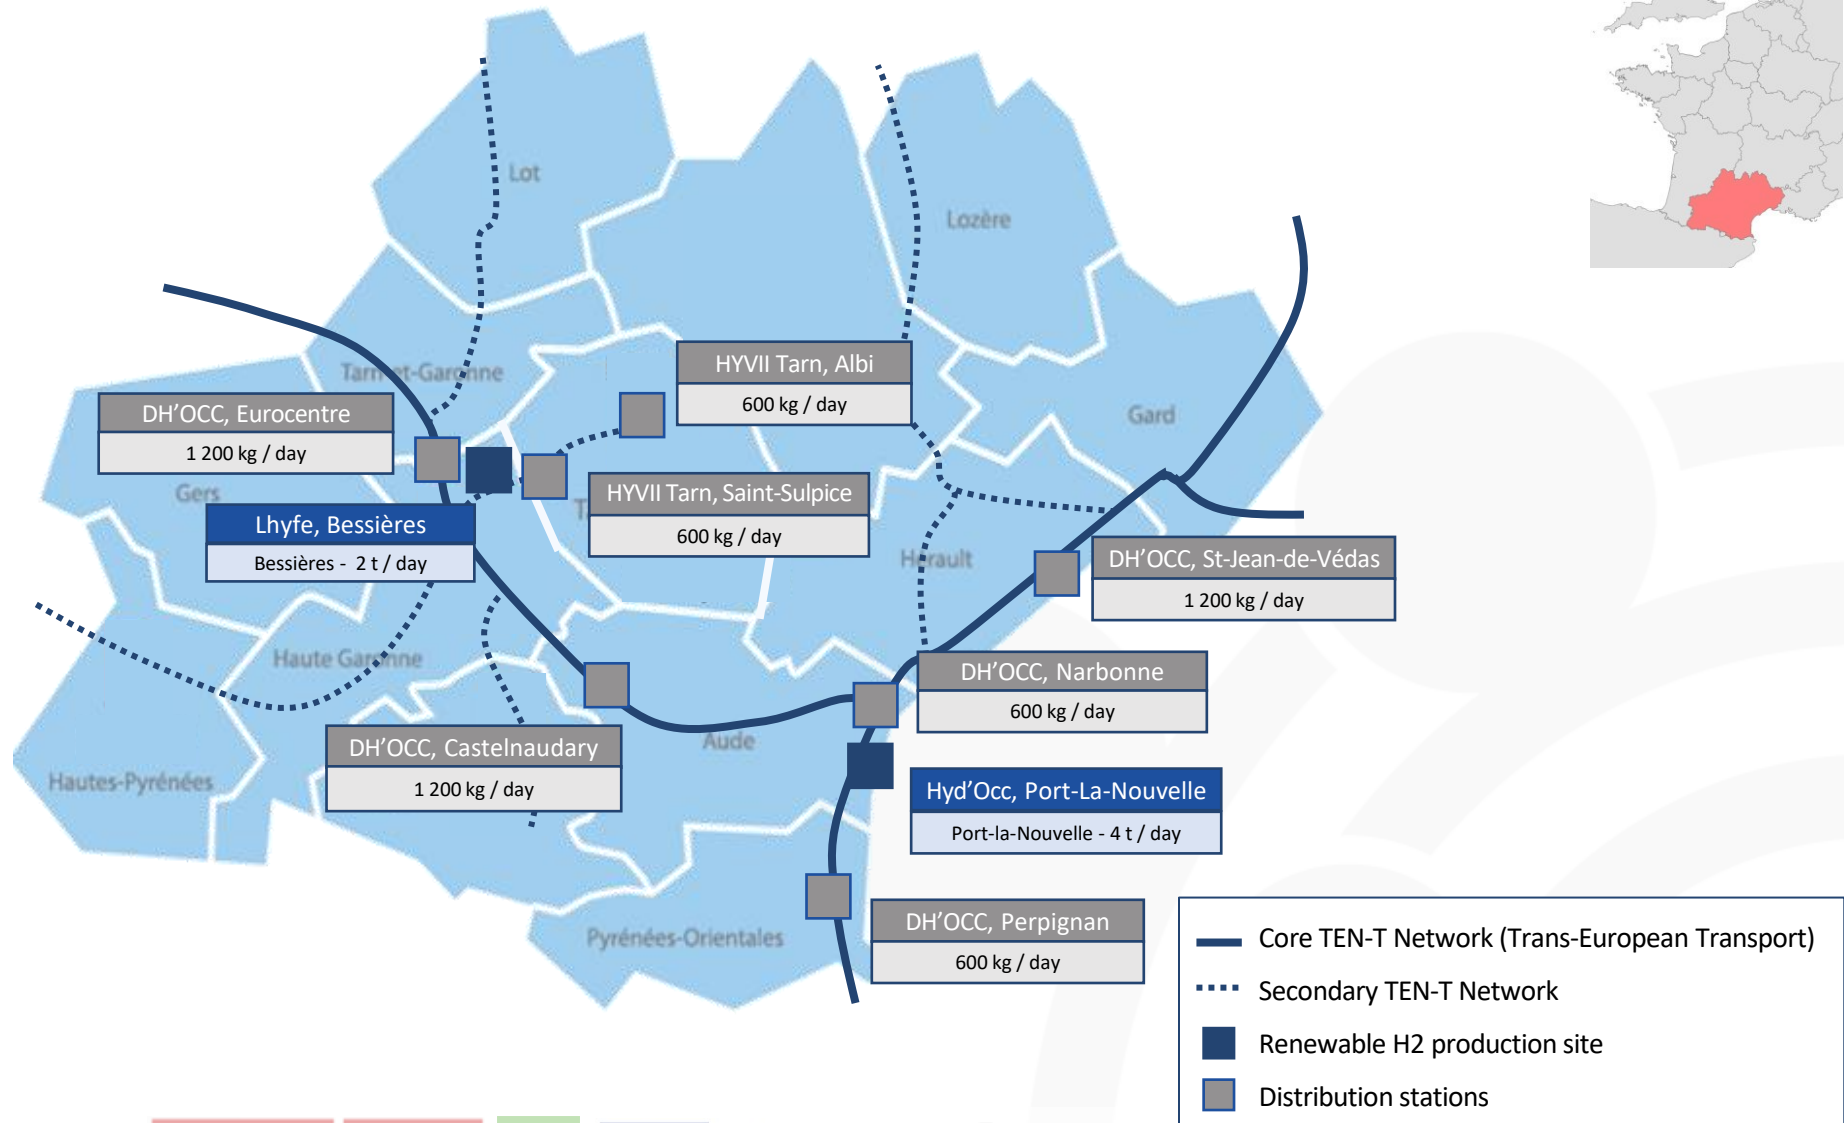 Lot
Lozère
Tarn-et-Garonne
HYVII Tarn, Albi
600 kg / day
DH'OCC, Eurocentre
1 200 kg / day
Gard
Gers
HYVII Tarn, Saint-Sulpice
600 kg / day
Lhyfe, Bessières
Bessières - 2 t / day
Hérault
DH'OCC, St-Jean-de-Védas
1 200 kg / day
Haute Garonne
DH'OCC, Narbonne
600 kg / day
DH'OCC, Castelnaudary
1 200 kg / day
Aude
Hautes-Pyrénées
Hyd'Occ, Port-La-Nouvelle
Port-la-Nouvelle - 4 t / day
DH'OCC, Perpignan
600 kg / day
Pyrénées-Orientales
Core TEN-T Network (Trans-European Transport)
Secondary TEN-T Network
Renewable H2 production site
Distribution stations